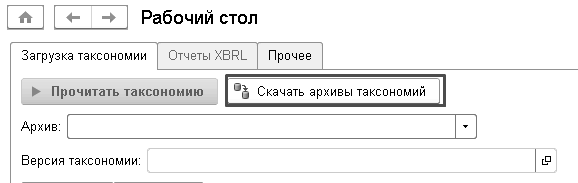 Рабочий стол
Загрузка таксономии Отчеты XBRL Прочее
Прочитать таксономию Скачать архивы таксономий
Архив:
Версия таксономии: